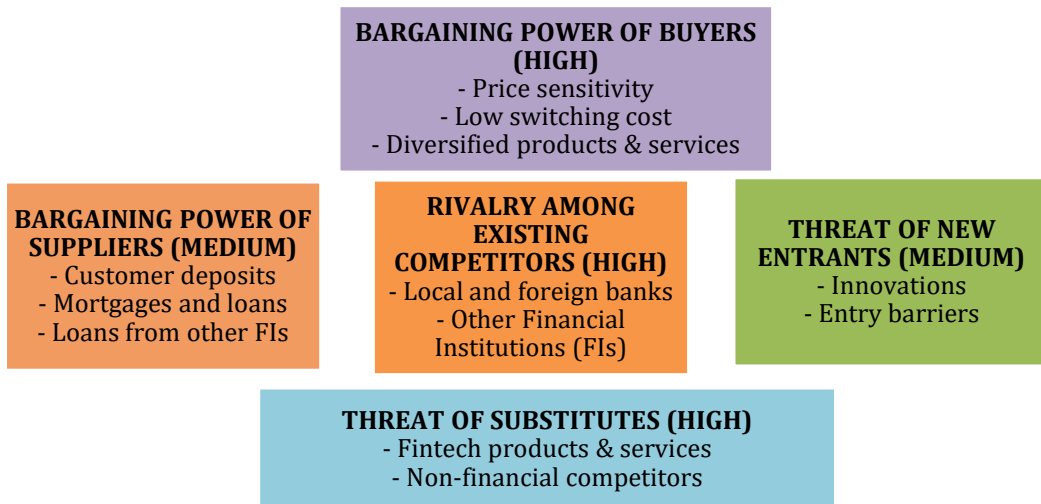 BARGAINING POWER OF BUYERS
(HIGH)
- Price sensitivity
- Low switching cost
- Diversified products & services
BARGAINING POWER OF
SUPPLIERS (MEDIUM)
- Customer deposits
- Mortgages and loans
- Loans from other FIs
RIVALRY AMONG
EXISTING
COMPETITORS (HIGH)
- Local and foreign banks
- Other Financial
Institutions (FIs)
THREAT OF NEW
ENTRANTS (MEDIUM)
- Innovations
- Entry barriers
THREAT OF SUBSTITUTES (HIGH)
- Fintech products & services
- Non-financial competitors